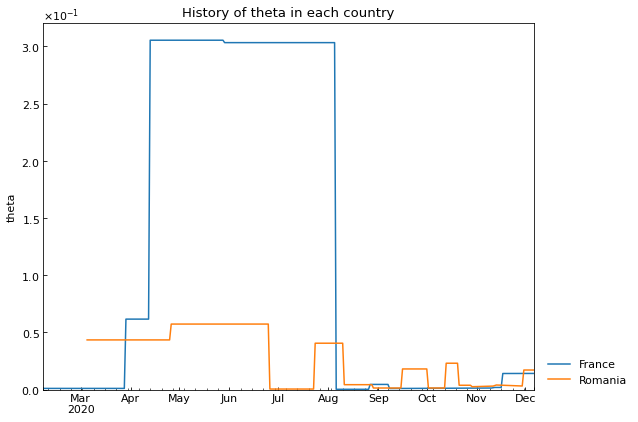 History of theta in each country
×10⁻¹
3.0
2.5
2.0
1.5
1.0
0.5
0.0
theta
Mar Apr May Jun Jul Aug Sep Oct Nov Dec
2020
France
Romania